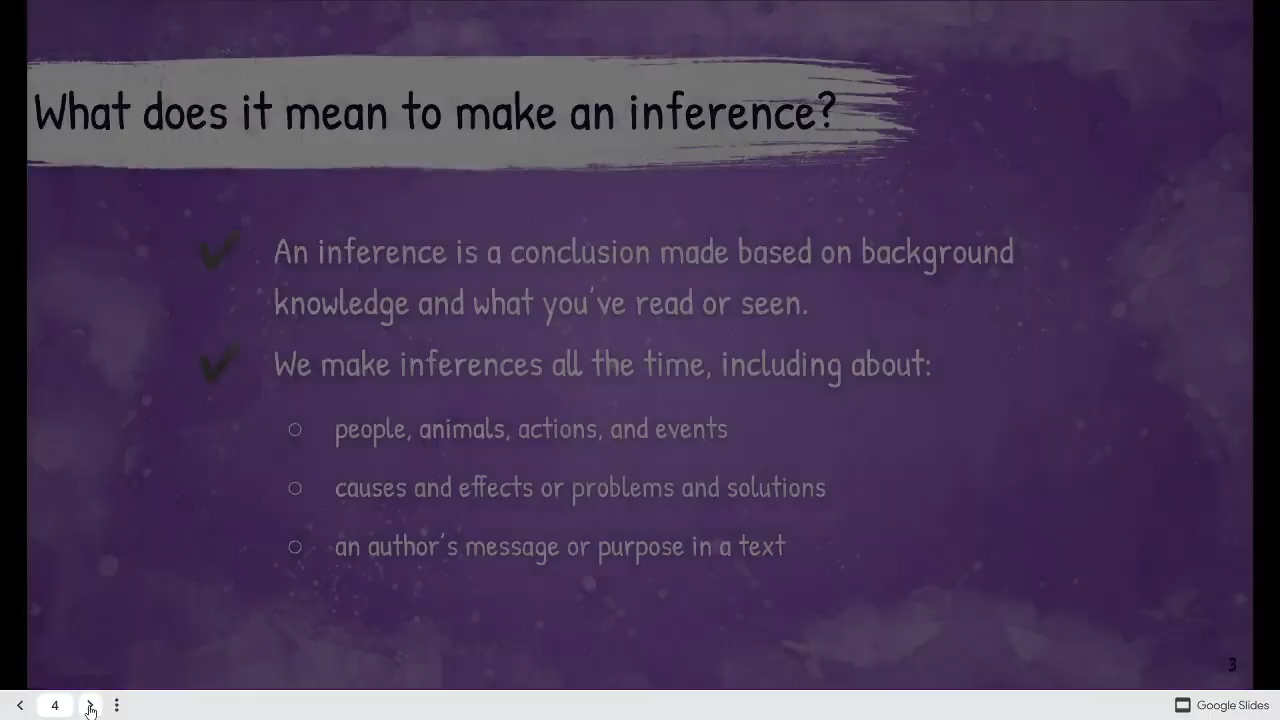 What does it mean to make an inference?
An inference is a conclusion made based on background
knowledge and what you've read or seen.
We make inferences all the time, including about:
people, animals, actions, and events
causes and effects or problems and solutions
an author's message or purpose in a text
3
4
Google Slides